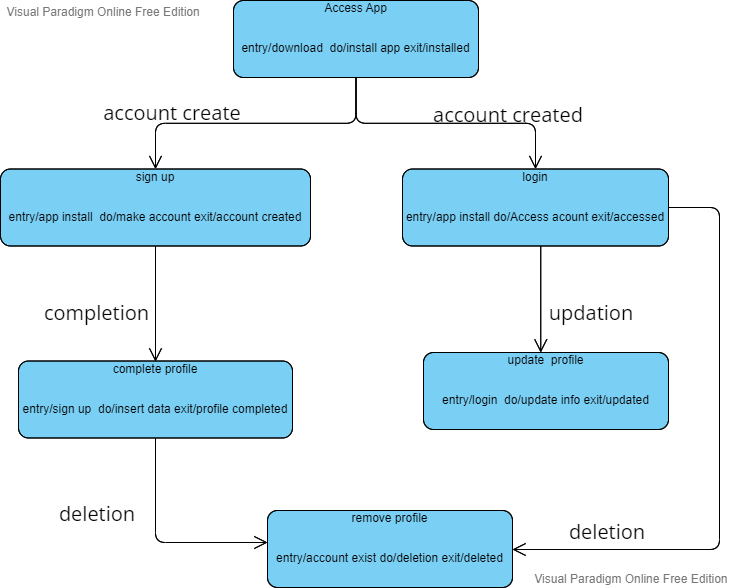 Visual Paradigm Online Free Edition
Access App
entry/download do/install app exit/installed
account create
account created
sign up
entry/app install do/make account exit/account created
login
entry/app install do/Access acount exit/accessed
completion
updation
complete profile
entry/sign up do/insert data exit/profile completed
update profile
entry/login do/update info exit/updated
deletion
deletion
remove profile
entry/account exist do/deletion exit/deleted
Visual Paradigm Online Free Edition